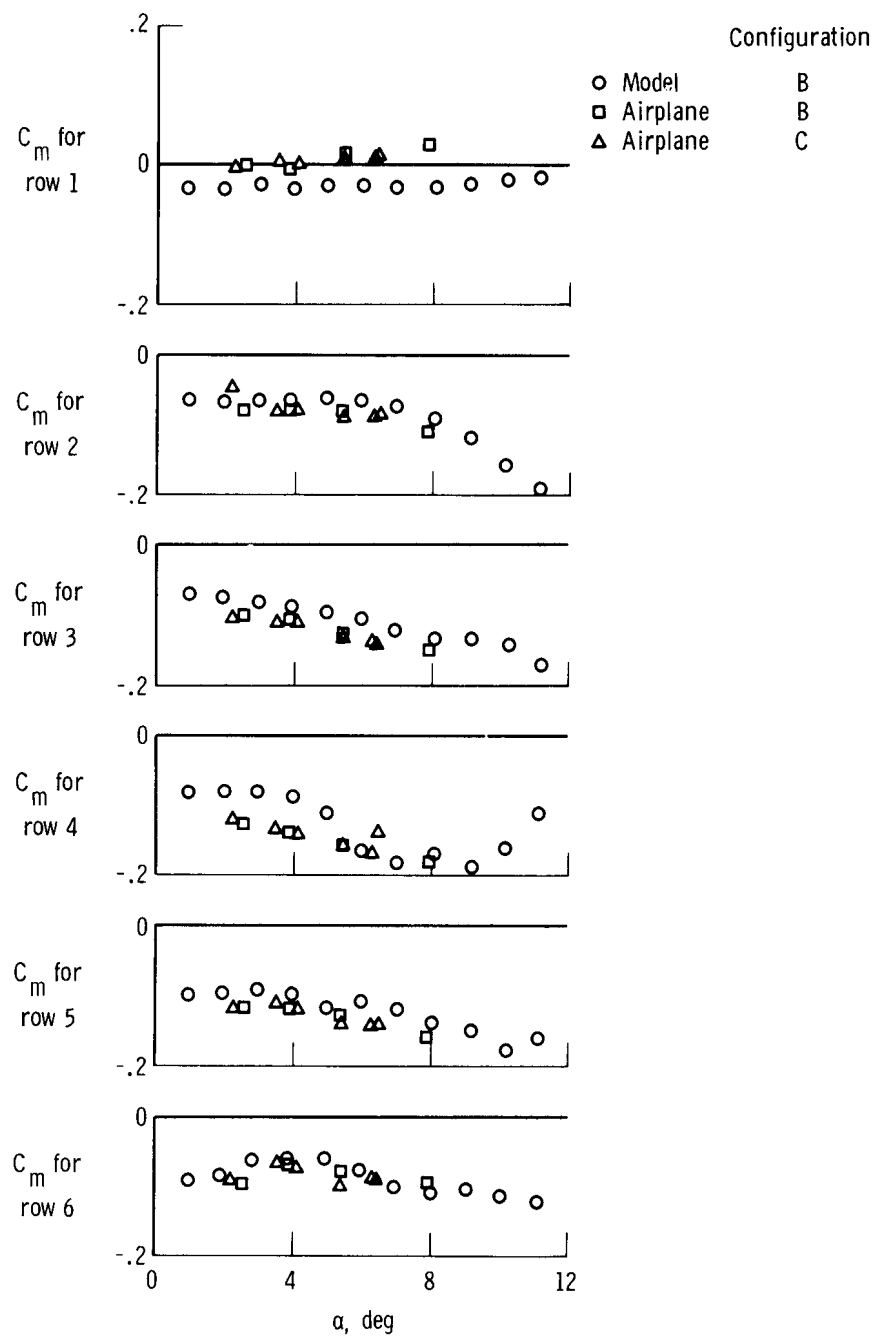 Configuration
Model B
Airplane B
Airplane C
.2
C_m for
row 1
0
-.2
0
C_m for
row 2
-.2
0
C_m for
row 3
-.2
0
C_m for
row 4
-.2
0
C_m for
row 5
-.2
0
C_m for
row 6
-.2
0 4 8 12
α, deg